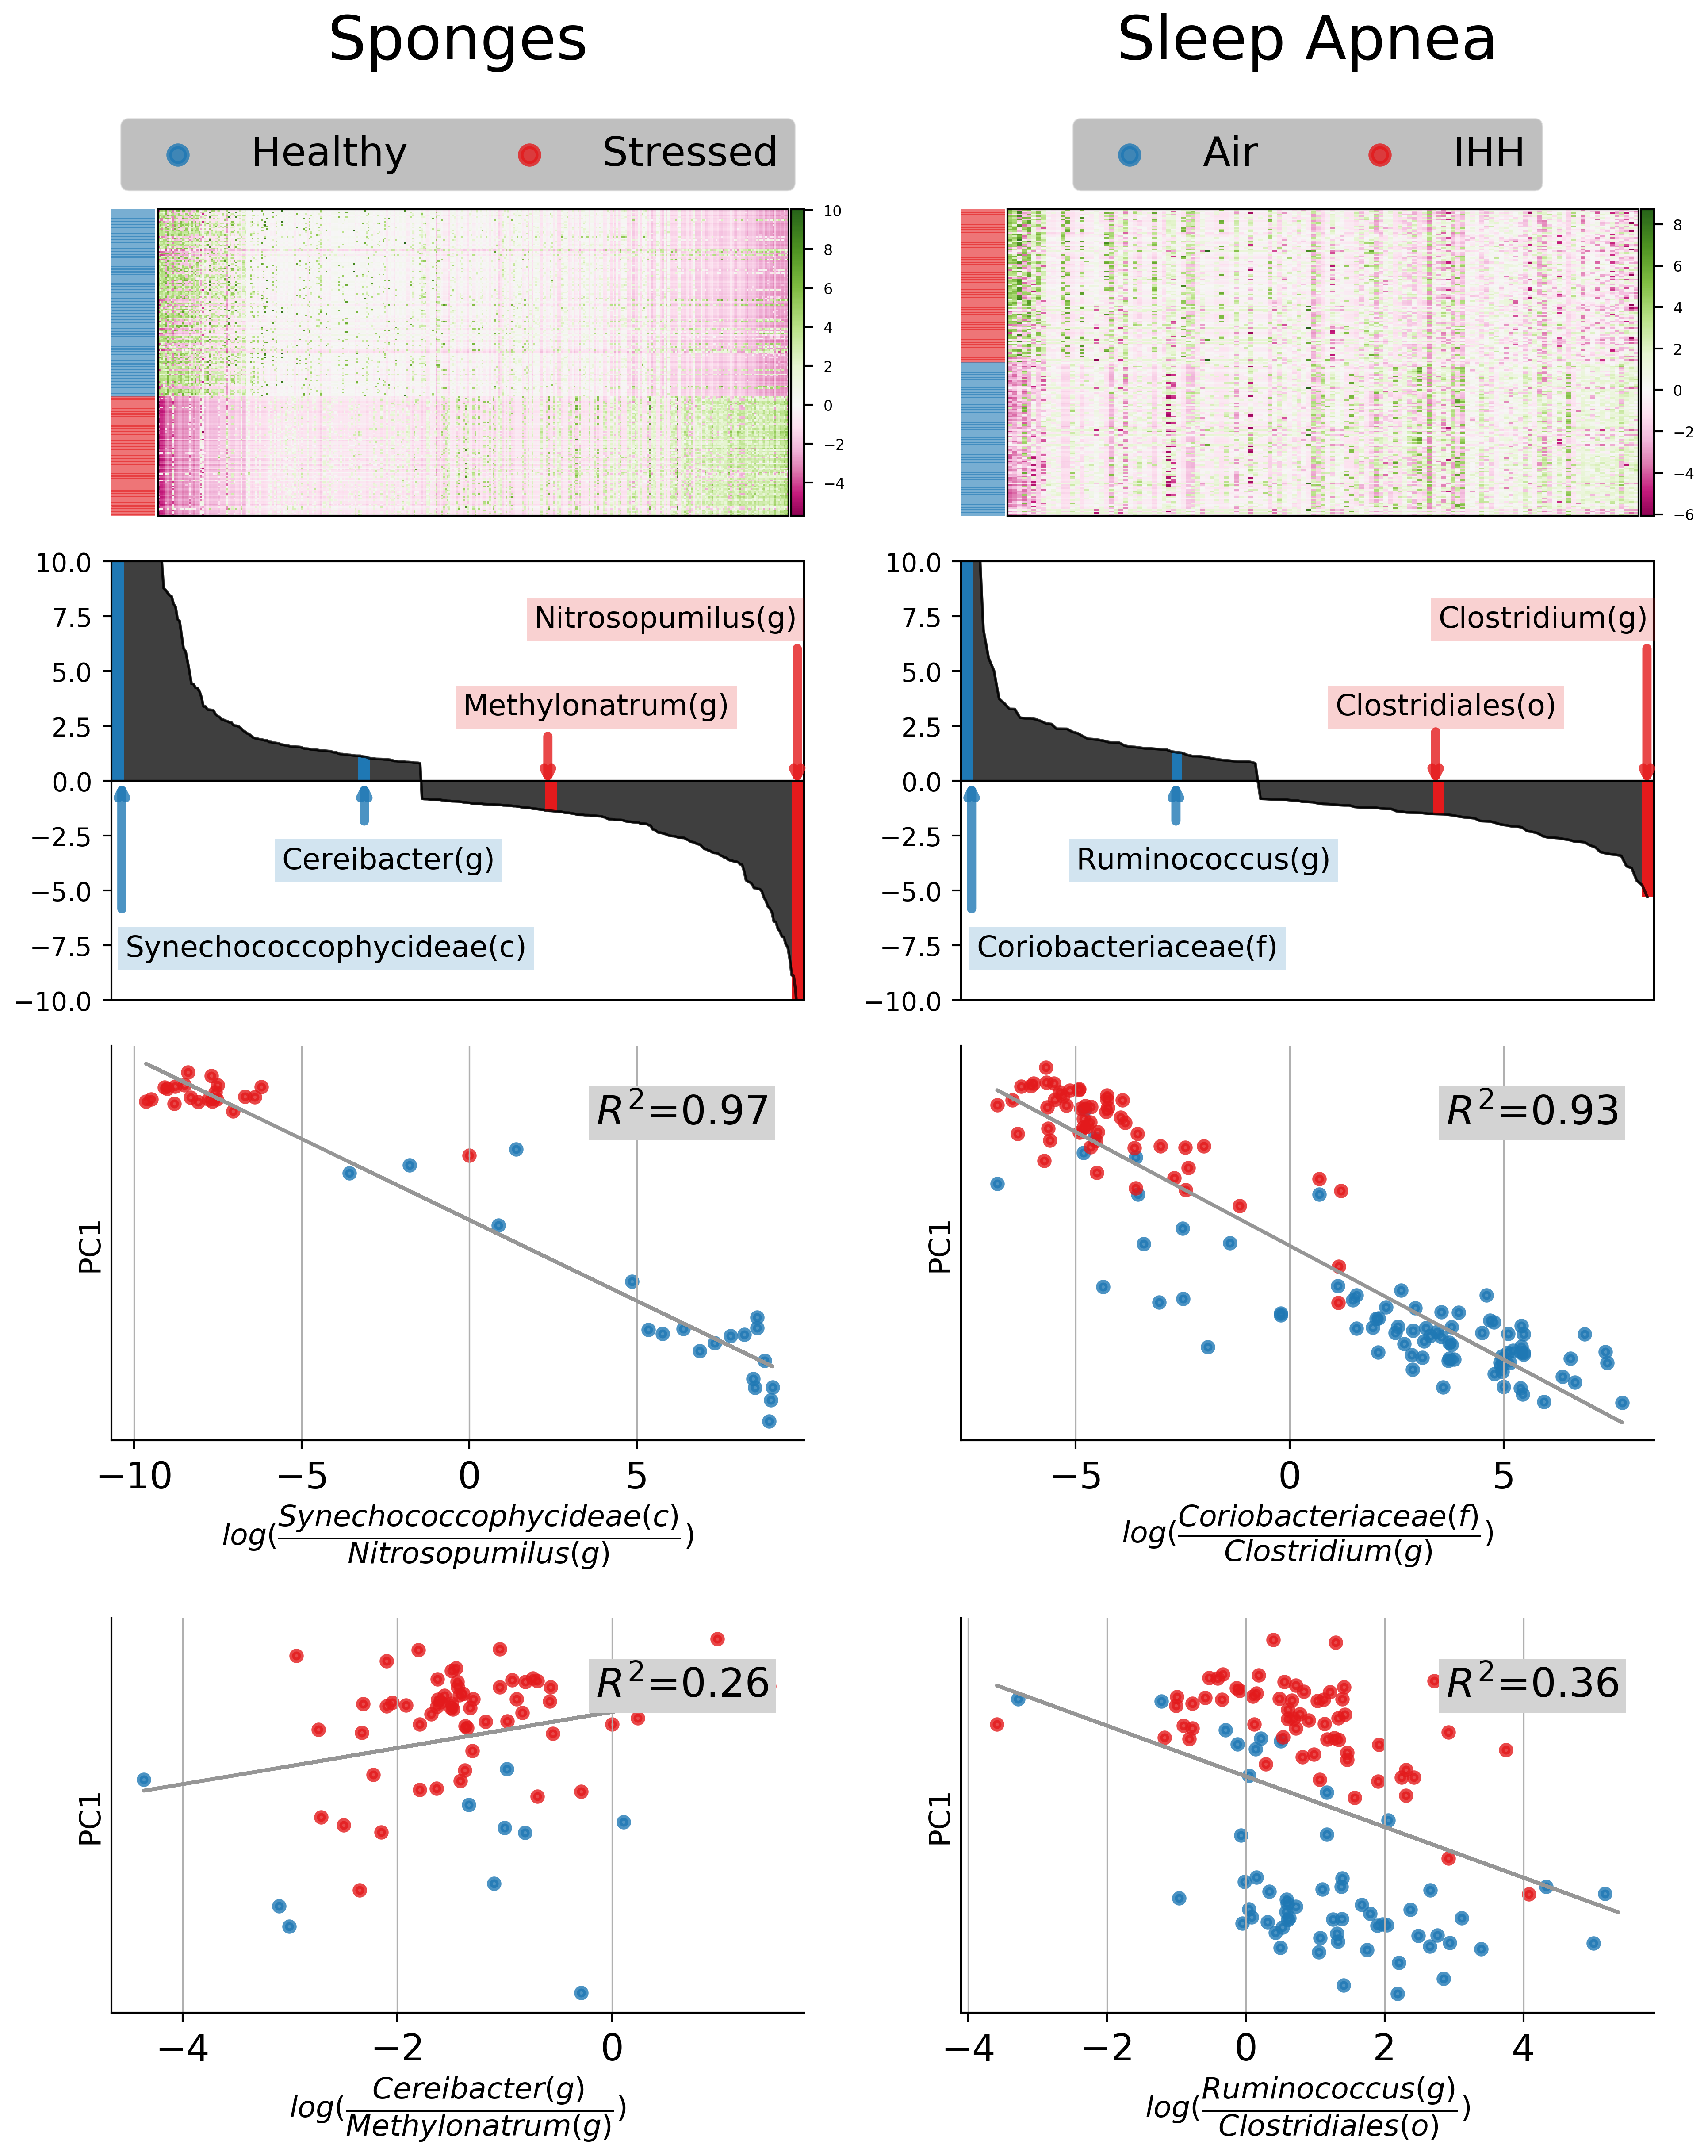 Sponges
Sleep Apnea
Healthy
Stressed
Air
IHH
10
8
6
4
2
0
−2
−4
8
6
4
2
0
−2
−4
−6
10.0
7.5
5.0
2.5
0.0
−2.5
−5.0
−7.5
−10.0
Nitrosopumilus(g)
Methylonatrum(g)
Cereibacter(g)
Synechococcophycideae(c)
10.0
7.5
5.0
2.5
0.0
−2.5
−5.0
−7.5
−10.0
Clostridium(g)
Clostridiales(o)
Ruminococcus(g)
Coriobacteriaceae(f)
R²=0.97
PC1
−10
−5
0
5
log(Synechococcophycideae(c)/Nitrosopumilus(g))
R²=0.93
PC1
−5
0
5
log(Coriobacteriaceae(f)/Clostridium(g))
R²=0.26
PC1
−4
−2
0
log(Cereibacter(g)/Methylonatrum(g))
R²=0.36
PC1
−4
−2
0
2
4
log(Ruminococcus(g)/Clostridiales(o))